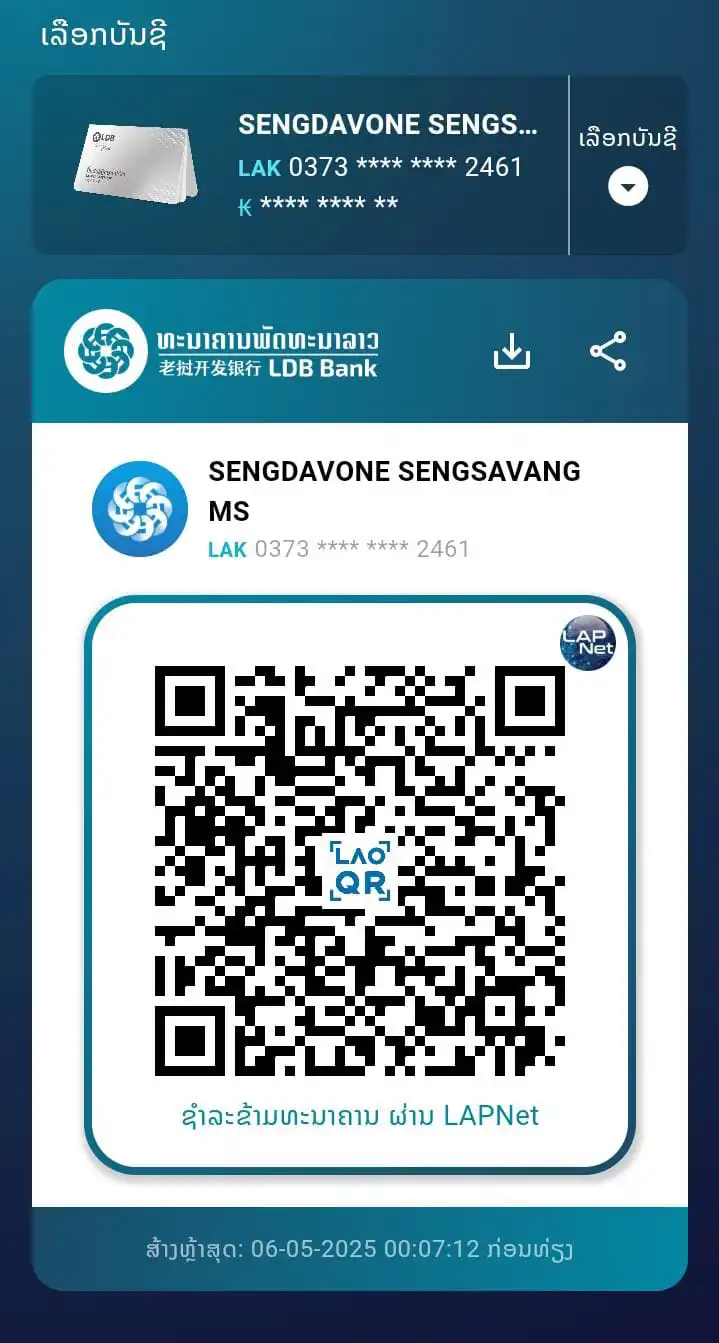 ເລືອກບັນຊີ
SENGDAVONE SENGS...
LAK 0373 **** **** 2461
₭ **** **** **
ເລືອກບັນຊີ
LDB
ທະນາຄານພັດທະນາລາວ
老挝开发银行 LDB Bank
SENGDAVONE SENGSAVANG
MS
LAK 0373 **** **** 2461
LAP
Net
LAO
QR
ຊຳລະຂ້າມທະນາຄານ ຜ່ານ LAPNet
ສ້າງຫຼ້າສຸດ: 06-05-2025 00:07:12 ກ່ອນທ່ຽງ